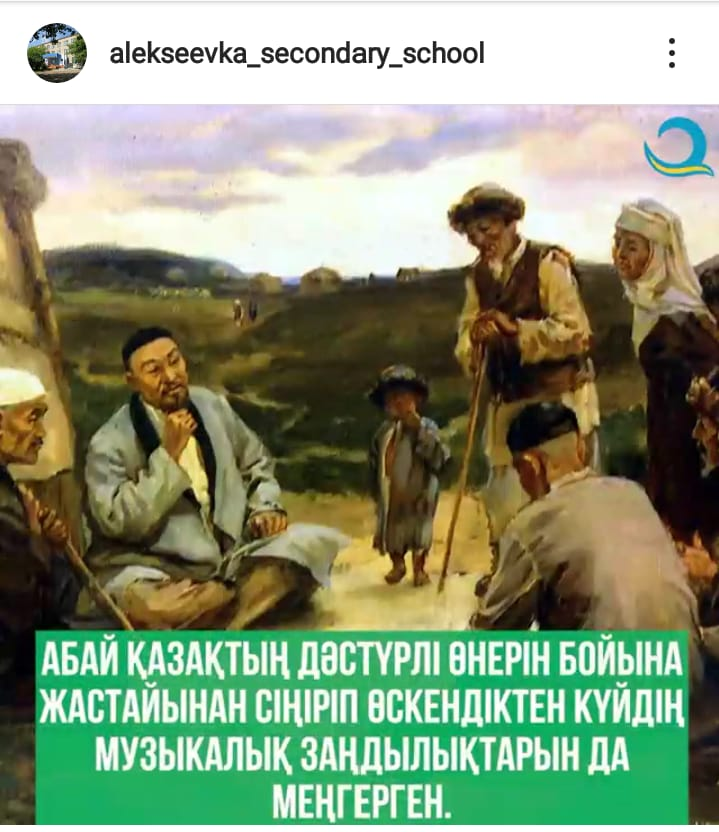 alekseevka_secondary_school
АБАЙ ҚАЗАҚТЫҢ ДӘСТҮРЛІ ӨНЕРІН БОЙЫНА
ЖАСТАЙЫНАН СІҢІРІП ӨСКЕНДІКТЕН КҮЙДІҢ
МУЗЫКАЛЫҚ ЗАҢДЫЛЫҚТАРЫН ДА
МЕҢГЕРГЕН.